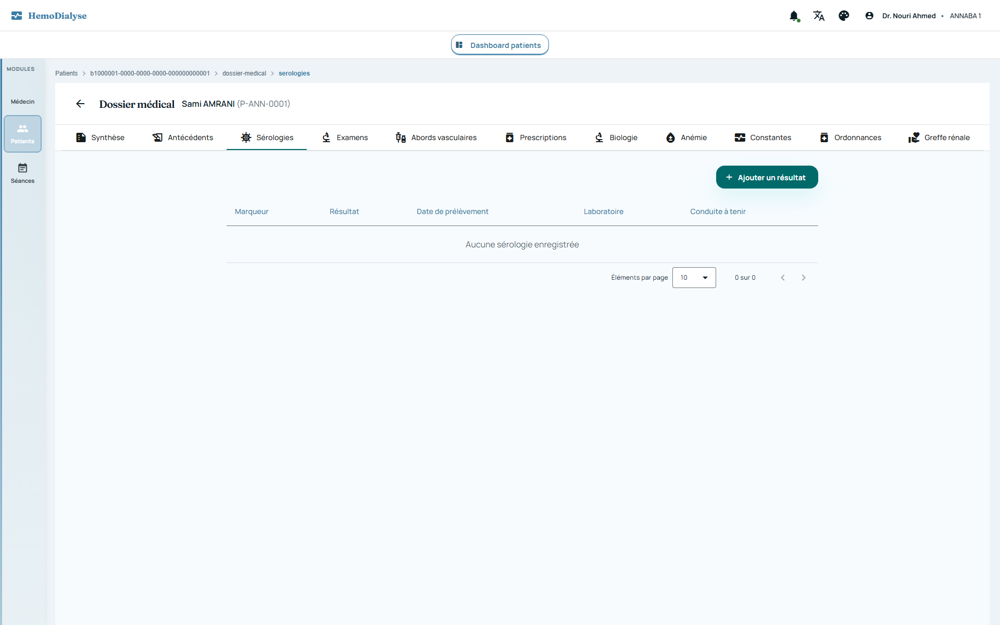 HemoDialyse
Dr. Nouri Ahmed • ANNABA 1
Dashboard patients
MODULES
Médecin
Patients
Séances
Patients > b1000001-0000-0000-0000-000000000001 > dossier-medical > serologies
Dossier médical Sami AMRANI (P-ANN-0001)
Synthèse Antécédents Sérologies Examens Abords vasculaires Prescriptions Biologie Anémie Constantes Ordonnances Greffe rénale
+ Ajouter un résultat
Marqueur Résultat Date de prélèvement Laboratoire Conduite à tenir
Aucune sérologie enregistrée
Éléments par page 10 0 sur 0